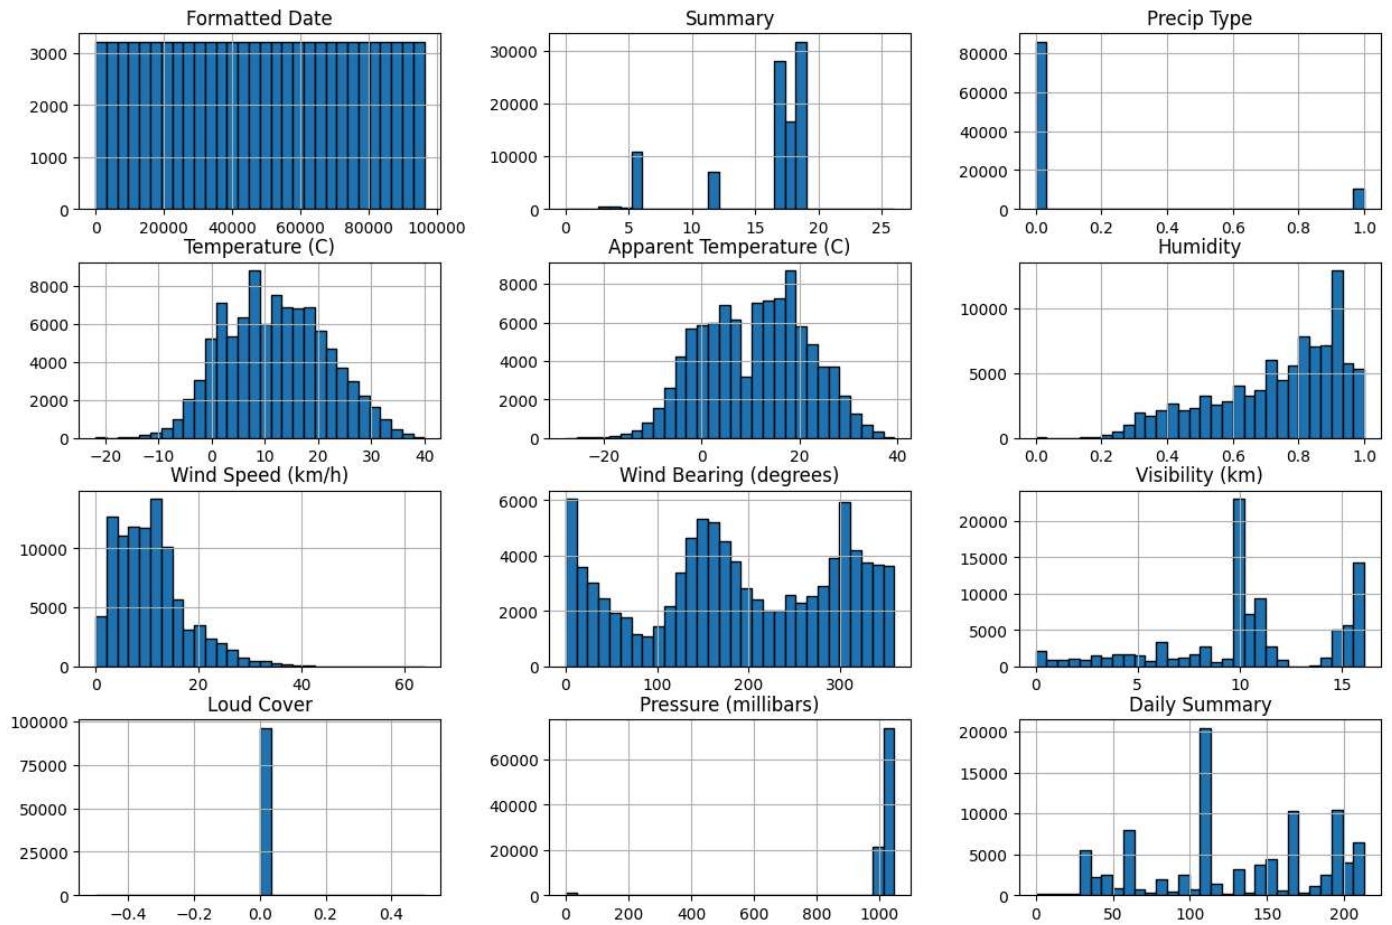 Formatted Date
3000
2000
1000
0
0 20000 40000 60000 80000 100000
Summary
30000
20000
10000
0
0 5 10 15 20 25
Precip Type
80000
60000
40000
20000
0
0.0 0.2 0.4 0.6 0.8 1.0
Temperature (C)
8000
6000
4000
2000
0
−20 −10 0 10 20 30 40
Apparent Temperature (C)
8000
6000
4000
2000
0
−20 0 20 40
Humidity
10000
5000
0
0.0 0.2 0.4 0.6 0.8 1.0
Wind Speed (km/h)
10000
5000
0
0 20 40 60
Wind Bearing (degrees)
6000
4000
2000
0
0 100 200 300
Visibility (km)
20000
15000
10000
5000
0
0 5 10 15
Loud Cover
100000
75000
50000
25000
0
−0.4 −0.2 0.0 0.2 0.4
Pressure (millibars)
60000
40000
20000
0
0 200 400 600 800 1000
Daily Summary
20000
15000
10000
5000
0
0 50 100 150 200